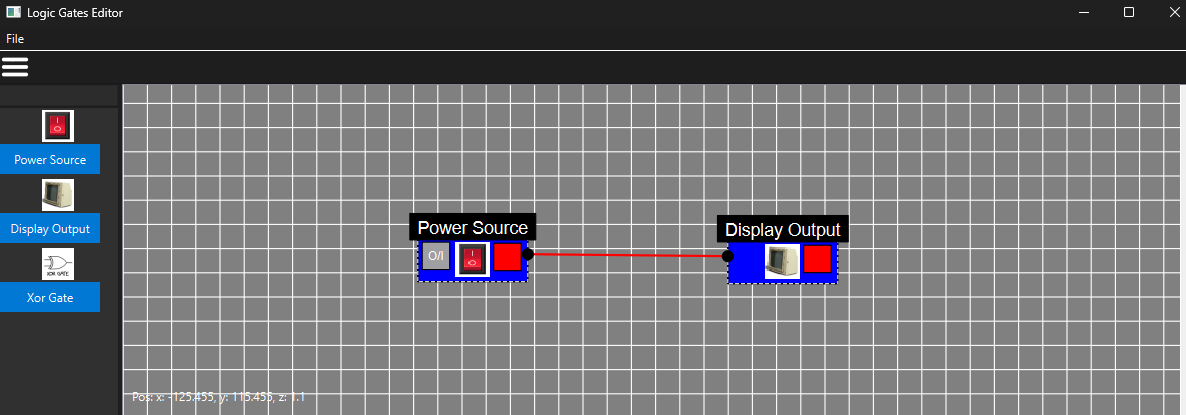 Logic Gates Editor
File
Power Source
Display Output
XOR GATE
Xor Gate
Power Source
O/I
Display Output
Pos: x: -125.455, y: 115.455, z: 1.1